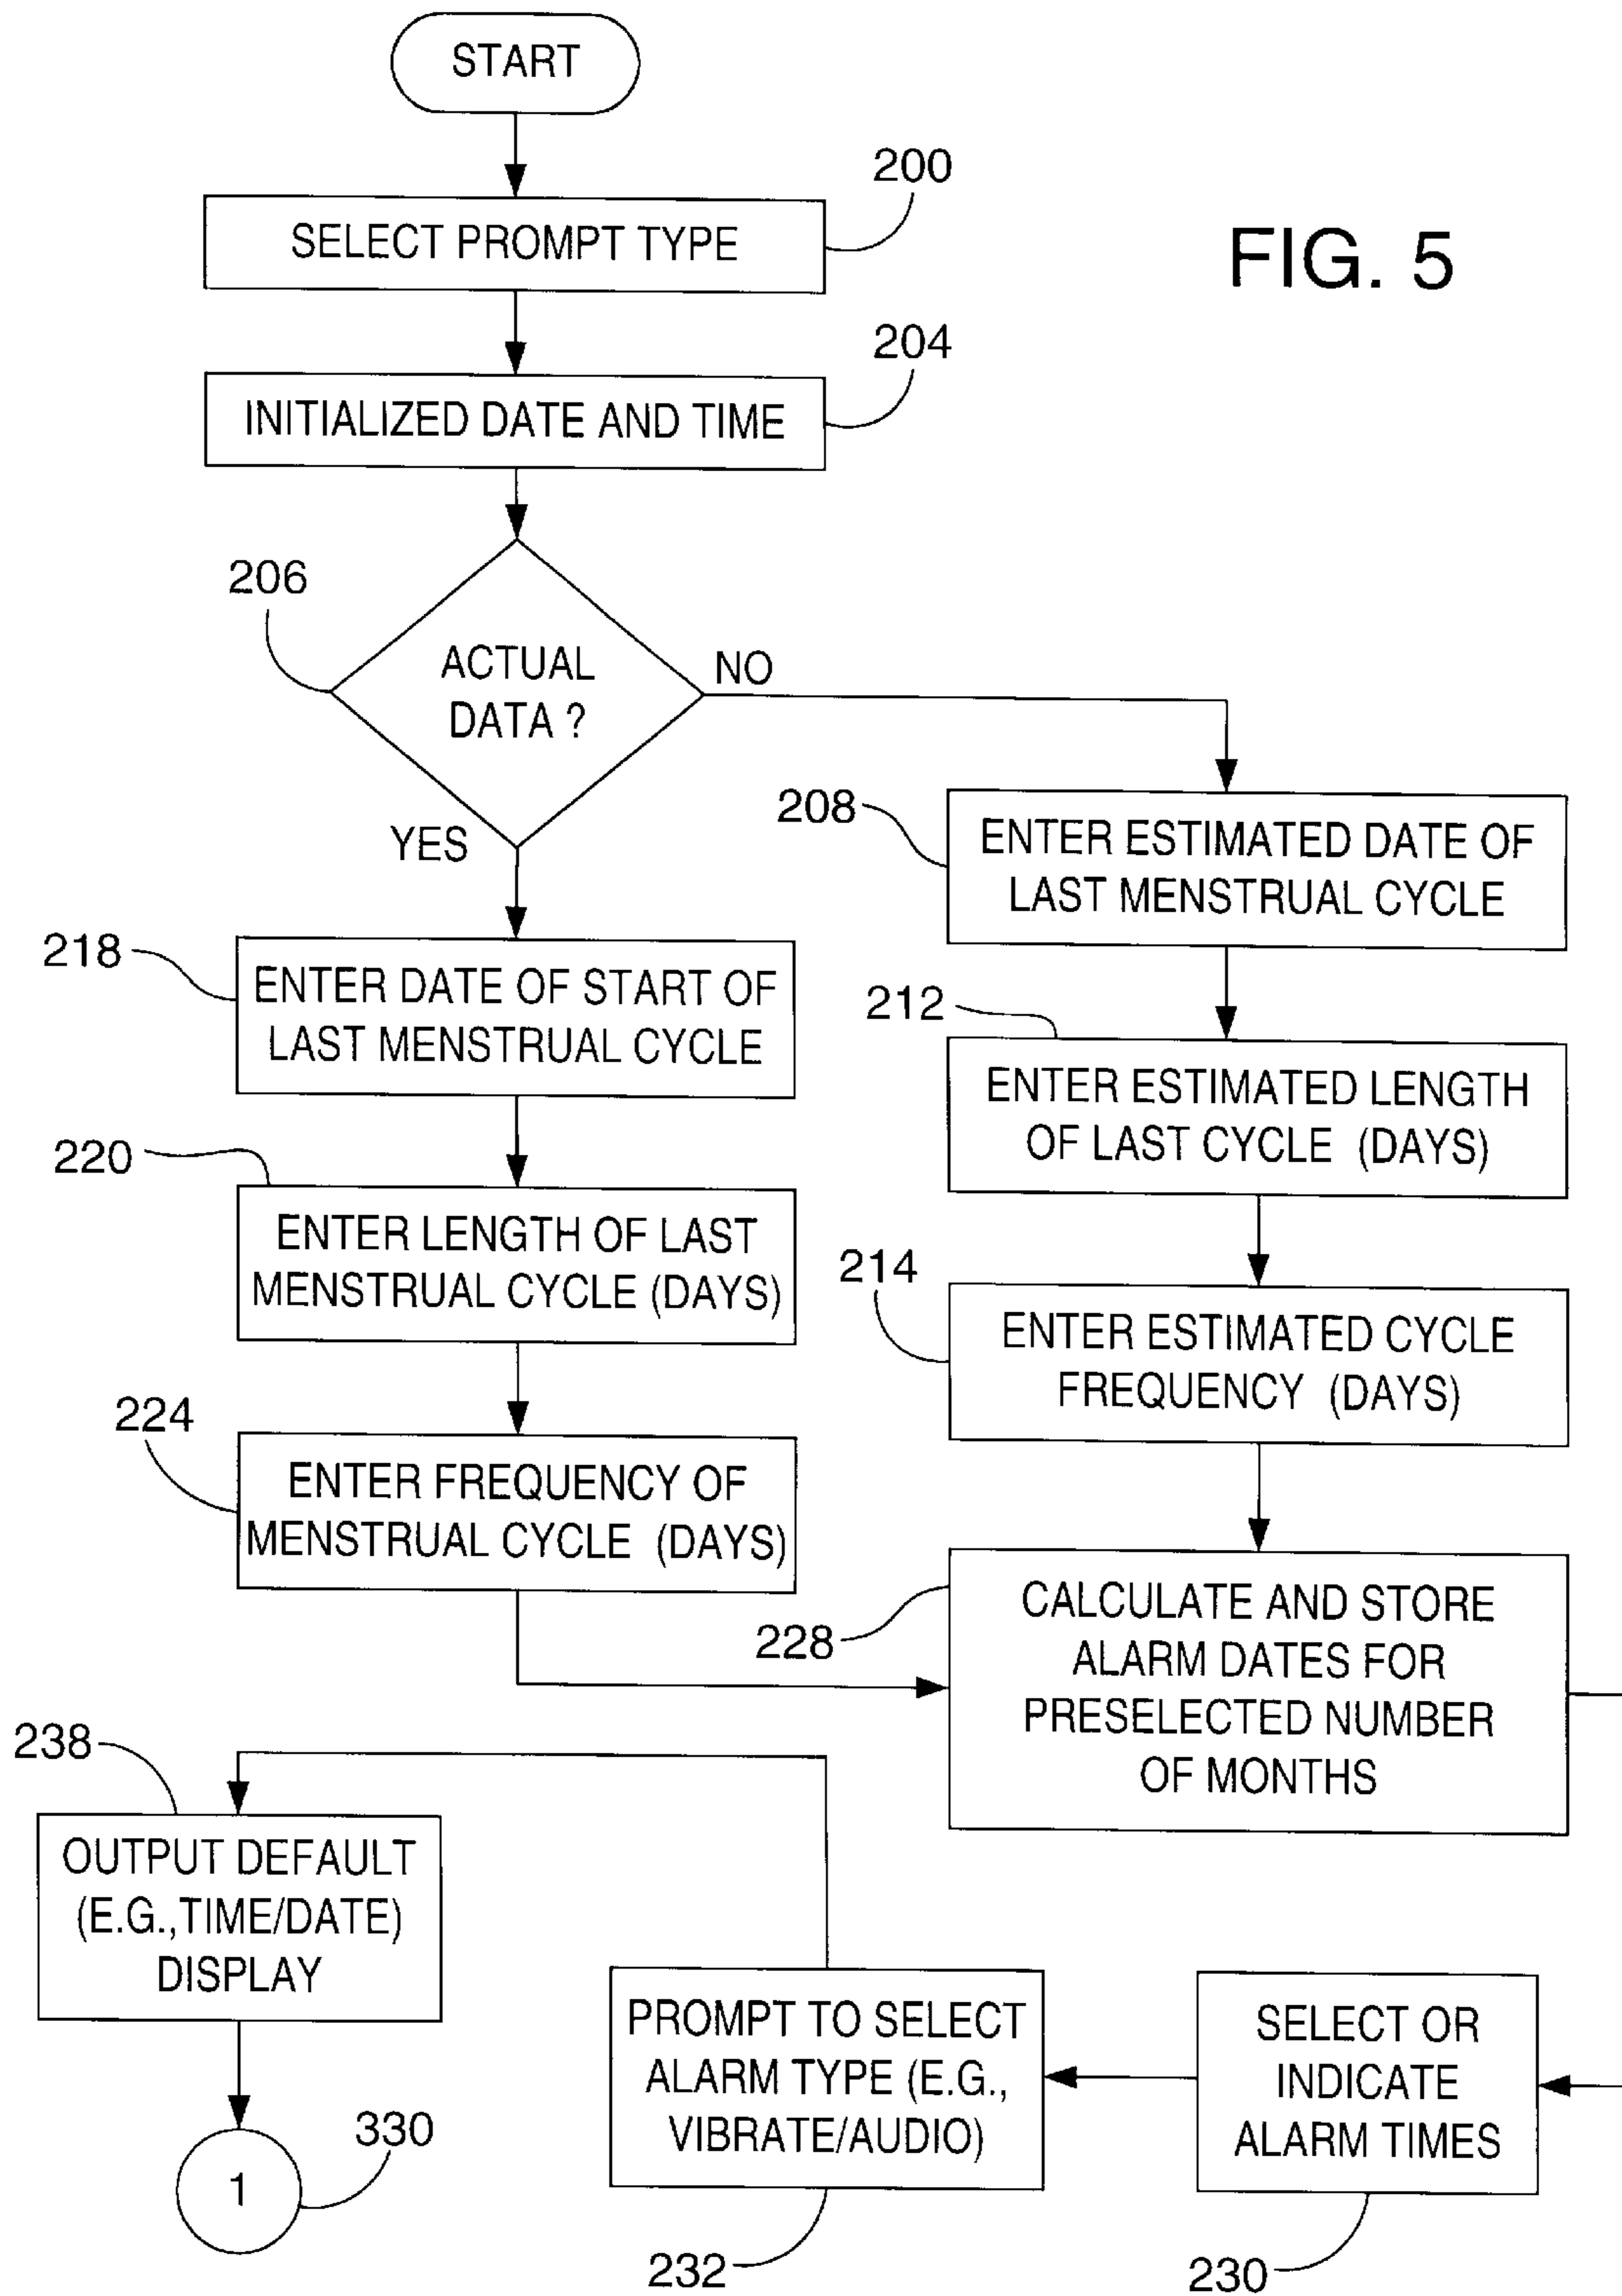 START
200
SELECT PROMPT TYPE
FIG. 5
204
INITIALIZED DATE AND TIME
206
ACTUAL
DATA ?
NO
YES
208
ENTER ESTIMATED DATE OF
LAST MENSTRUAL CYCLE
218
ENTER DATE OF START OF
LAST MENSTRUAL CYCLE
212
ENTER ESTIMATED LENGTH
OF LAST CYCLE (DAYS)
220
ENTER LENGTH OF LAST
MENSTRUAL CYCLE (DAYS)
214
ENTER ESTIMATED CYCLE
FREQUENCY (DAYS)
224
ENTER FREQUENCY OF
MENSTRUAL CYCLE (DAYS)
228
CALCULATE AND STORE
ALARM DATES FOR
PRESELECTED NUMBER
OF MONTHS
238
OUTPUT DEFAULT
(E.G.,TIME/DATE)
DISPLAY
PROMPT TO SELECT
ALARM TYPE (E.G.,
VIBRATE/AUDIO)
SELECT OR
INDICATE
ALARM TIMES
330
1
232
230